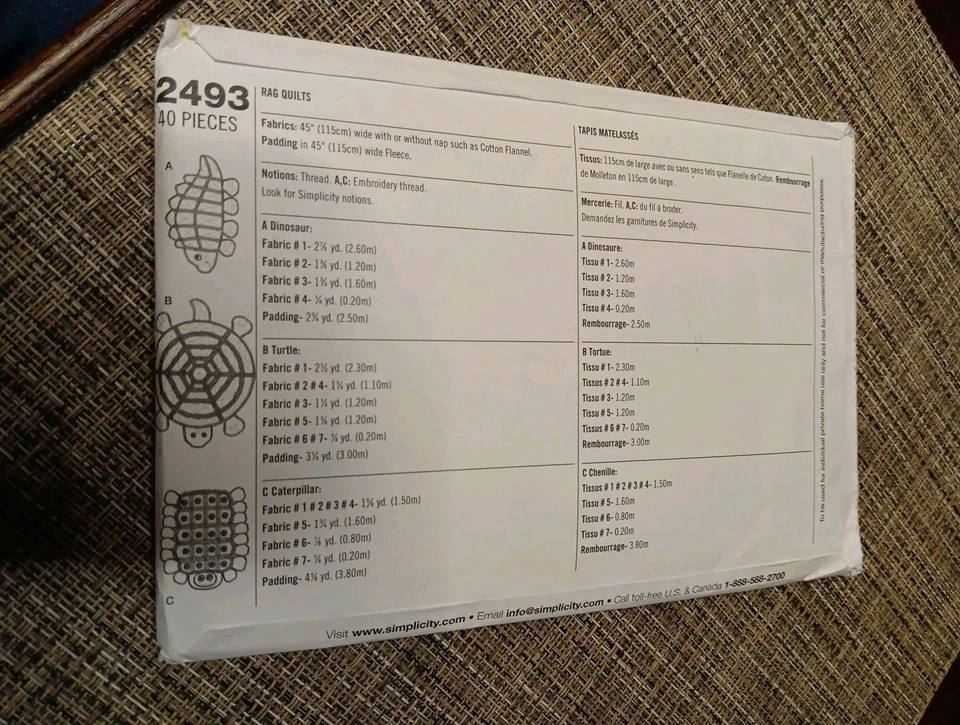 2493
40 PIECES
A
B
C
RAG QUILTS
Fabrics: 45" (115cm) wide with or without nap such as Cotton Flannel.
Padding in 45" (115cm) wide Fleece.
Notions: Thread. A,C: Embroidery thread.
Look for Simplicity notions.
A Dinosaur:
Fabric # 1- 2⅞ yd. (2.60m)
Fabric # 2- 1⅜ yd. (1.20m)
Fabric # 3- 1¾ yd. (1.60m)
Fabric # 4- ¼ yd. (0.20m)
Padding- 2¾ yd. (2.50m)
B Turtle:
Fabric # 1- 2½ yd. (2.30m)
Fabric # 2 # 4- 1¼ yd. (1.10m)
Fabric # 3- 1¼ yd. (1.20m)
Fabric # 5- 1⅜ yd. (1.20m)
Fabric # 6 # 7- ¼ yd. (0.20m)
Padding- 3¼ yd. (3.00m)
C Caterpillar:
Fabric # 1 # 2 # 3 # 4- 1⅝ yd. (1.50m)
Fabric # 5- 1¾ yd. (1.60m)
Fabric # 6- ⅞ yd. (0.80m)
Fabric # 7- ¼ yd. (0.20m)
Padding- 4⅛ yd. (3.80m)
TAPIS MATELASSÉS
Tissus: 115cm de large avec ou sans sens tels que Flanelle de Coton. Rembourrage
de Molleton en 115cm de large .
Mercerie: Fil. A,C: du fil à broder.
Demandez les garnitures de Simplicity.
A Dinosaure:
Tissu # 1- 2.60m
Tissu # 2- 1.20m
Tissu # 3- 1.60m
Tissu # 4- 0.20m
Rembourrage- 2.50m
B Tortue:
Tissu # 1- 2.30m
Tissus # 2 # 4- 1.10m
Tissu # 3- 1.20m
Tissu # 5- 1.20m
Tissus # 6 # 7- 0.20m
Rembourrage- 3.00m
C Chenille:
Tissus # 1 # 2 # 3 # 4- 1.50m
Tissu # 5- 1.60m
Tissu # 6- 0.80m
Tissu # 7- 0.20m
Rembourrage- 3.80m
To be used for individual private home use only and not for commercial or manufacturing purposes.
Visit www.simplicity.com • Email info@simplicity.com • Call toll-free U.S. & Canada 1-888-588-2700